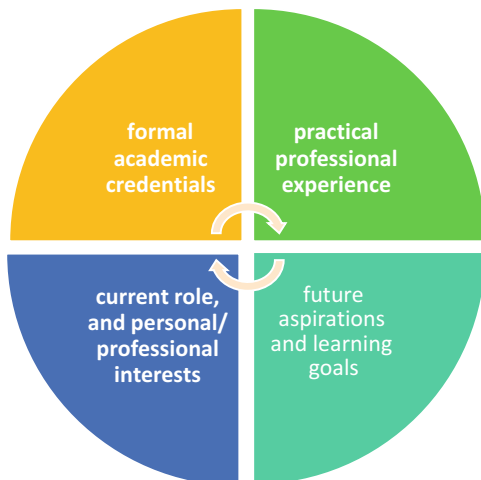 formal
academic
credentials
practical
professional
experience
current role,
and personal/
professional
interests
future
aspirations
and learning
goals